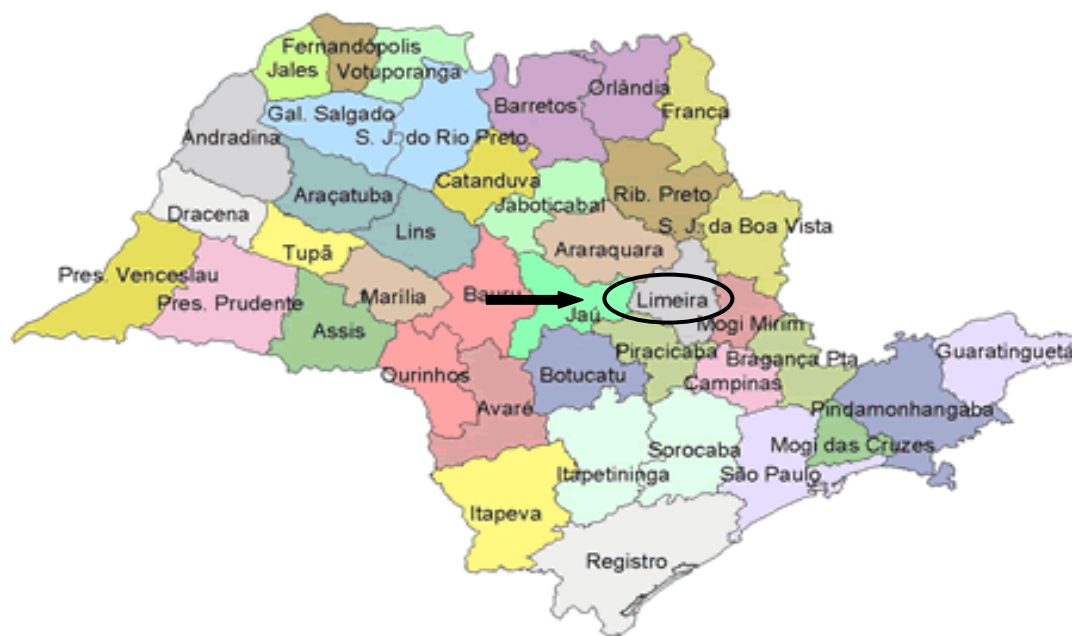 Fernandópolis
Jales
Votuporanga
Orlândia
Barretos
Franca
Gal. Salgado
Andradina
S. J. do Rio Preto
Catanduva
Araçatuba
Rib. Preto
Jaboticabal
Dracena
S. J. da Boa Vista
Lins
Tupã
Araraquara
Pres. Venceslau
Marília
Bauru
Limeira
Pres. Prudente
Jaú
Assis
Mogi Mirim
Piracicaba
Bragança Pta
Guaratinguetá
Ourinhos
Botucatu
Campinas
Avaré
Pindamonhangaba
Mogi das Cruzes
Sorocaba
Itapetininga
São Paulo
Itapeva
Registro